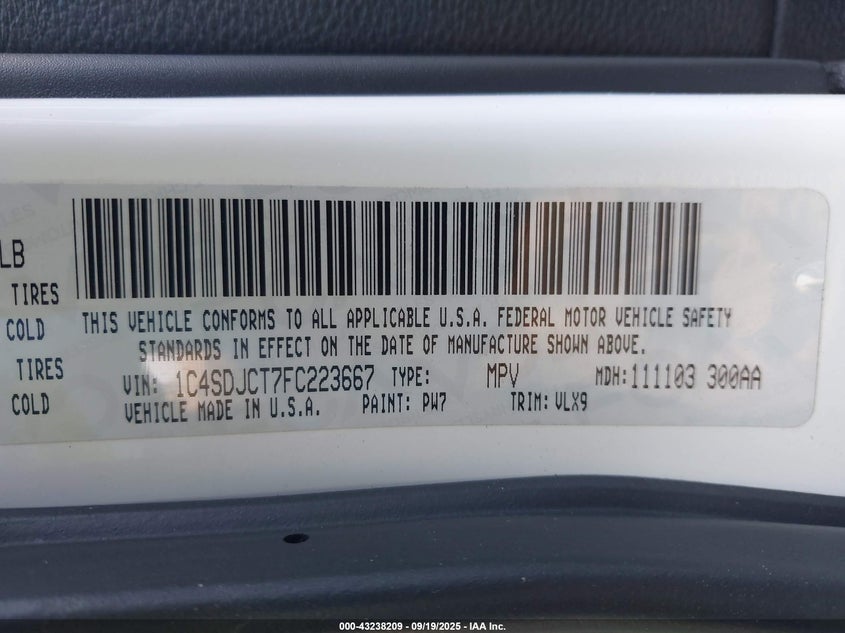 LB
TIRES
COLD
TIRES
COLD
THIS VEHICLE CONFORMS TO ALL APPLICABLE U.S.A. FEDERAL MOTOR VEHICLE SAFETY
STANDARDS IN EFFECT ON THE DATE OF MANUFACTURE SHOWN ABOVE.
VIN: 1C4SDJCT7FC223667 TYPE: MPV MDH:111103 300AA
VEHICLE MADE IN U.S.A. PAINT: PW7 TRIM: VLX9
000-43238209 - 09/19/2025 - IAA Inc.